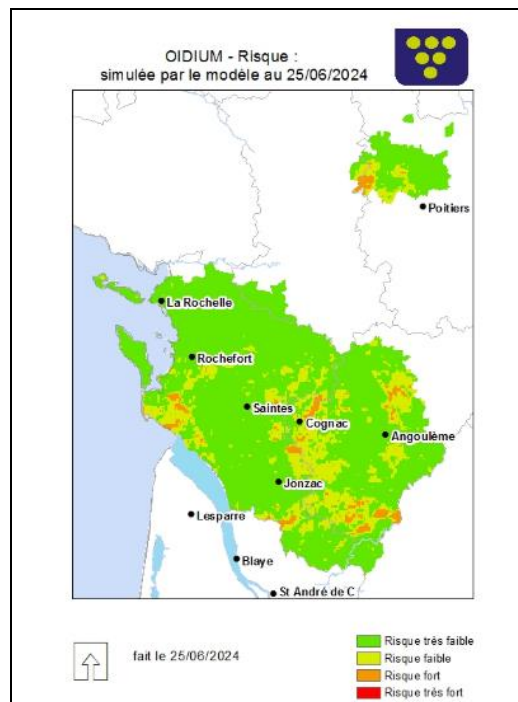 OIDIUM - Risque :
simulée par le modèle au 25/06/2024
Poitiers
La Rochelle
Rochefort
Saintes
Cognac
Angoulême
Jonzac
Lesparre
Blaye
St André de C
fait le 25/06/2024
Risque très faible
Risque faible
Risque fort
Risque très fort